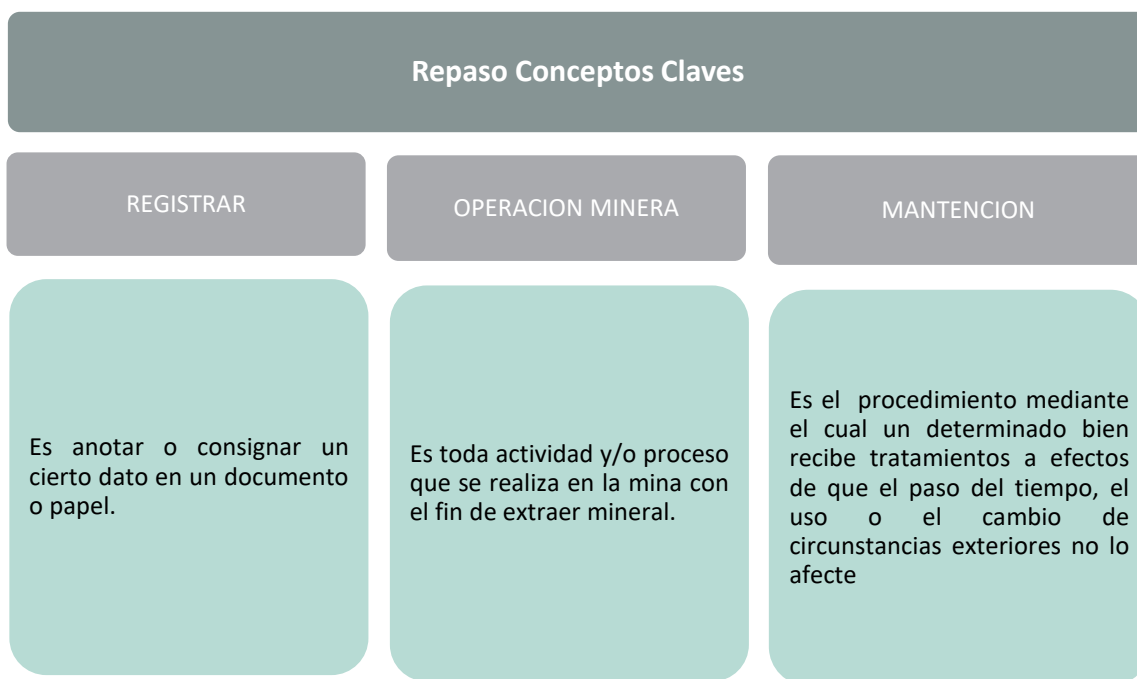 Repaso Conceptos Claves
REGISTRAR
OPERACION MINERA
MANTENCION
Es anotar o consignar un
cierto dato en un documento
o papel.
Es toda actividad y/o proceso
que se realiza en la mina con
el fin de extraer mineral.
Es el procedimiento mediante
el cual un determinado bien
recibe tratamientos a efectos
de que el paso del tiempo, el
uso o el cambio de
circunstancias exteriores no lo
afecte